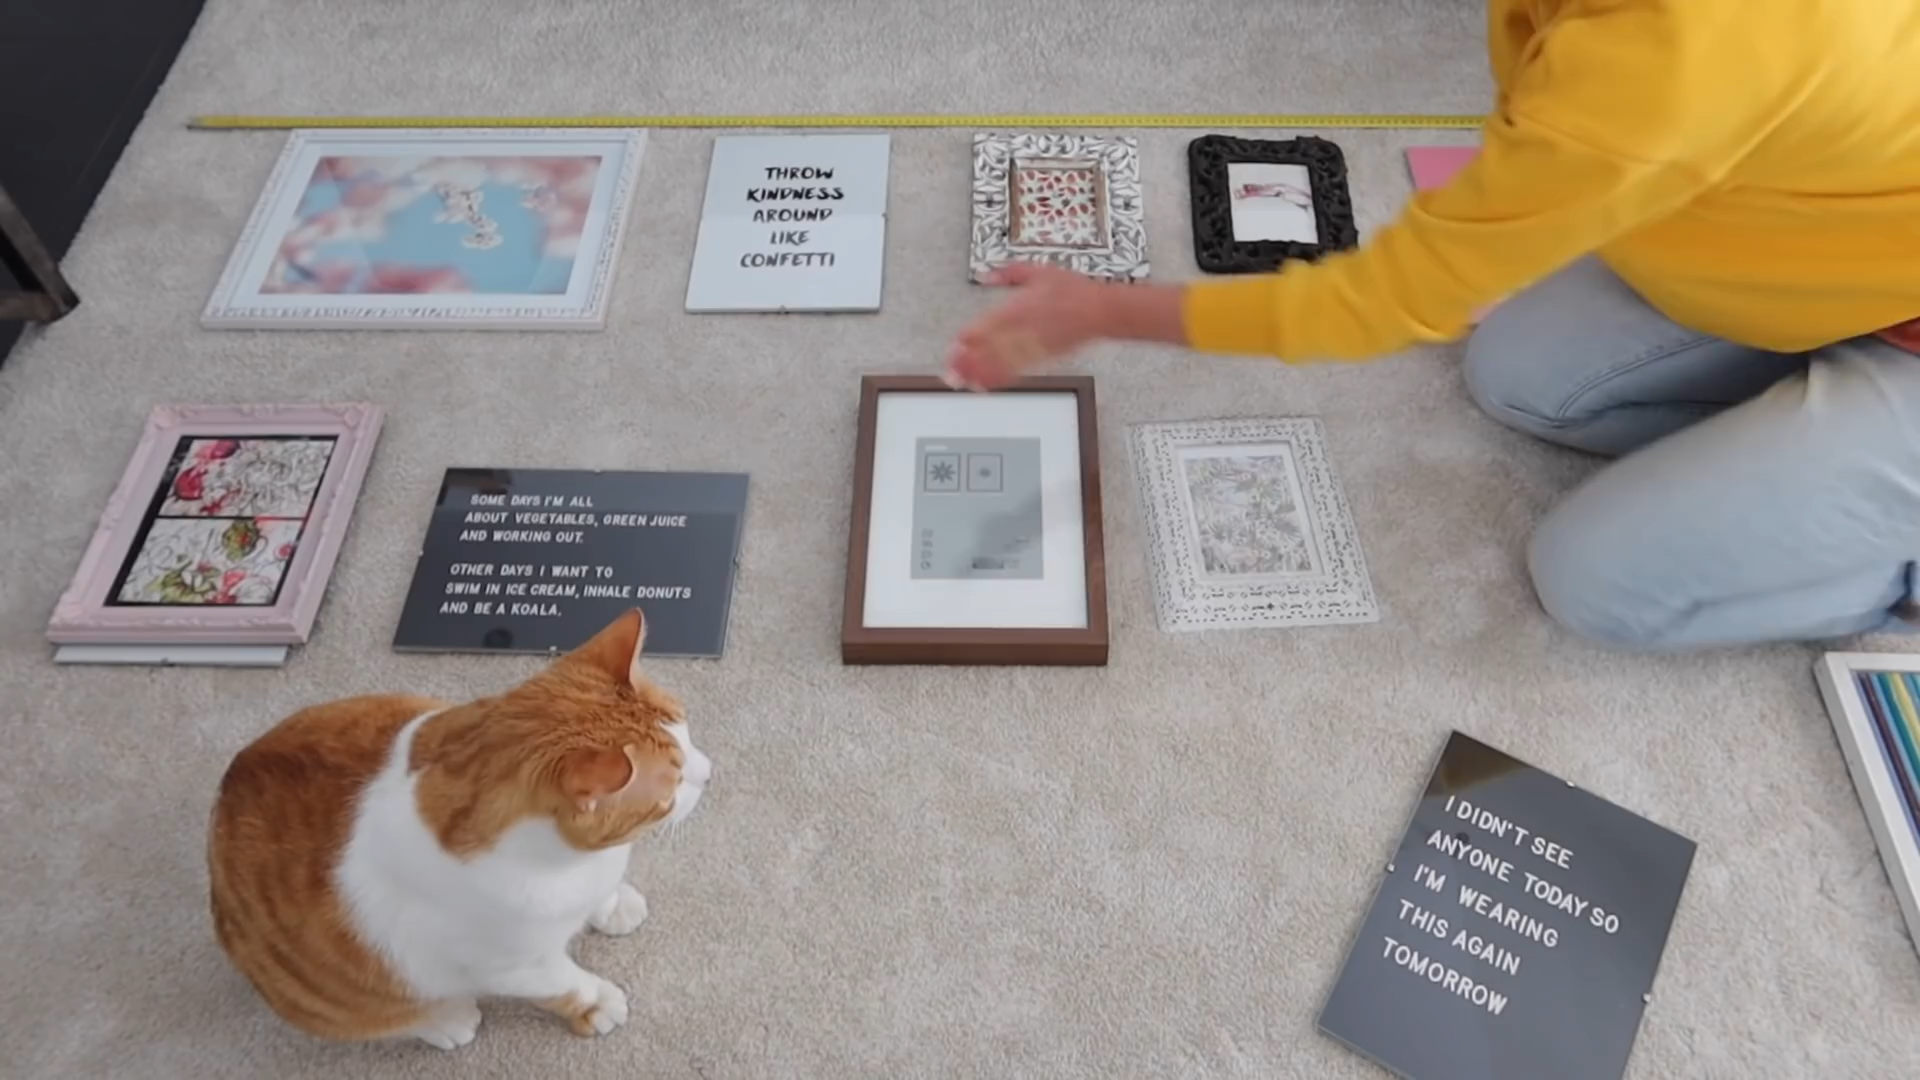 THROW
KINDNESS
AROUND
LIKE
CONFETTI
SOME DAYS I'M ALL
ABOUT VEGETABLES, GREEN JUICE
AND WORKING OUT.
OTHER DAYS I WANT TO
SWIM IN ICE CREAM, INHALE DONUTS
AND BE A KOALA.
I DIDN'T SEE
ANYONE TODAY SO
I'M WEARING
THIS AGAIN
TOMORROW